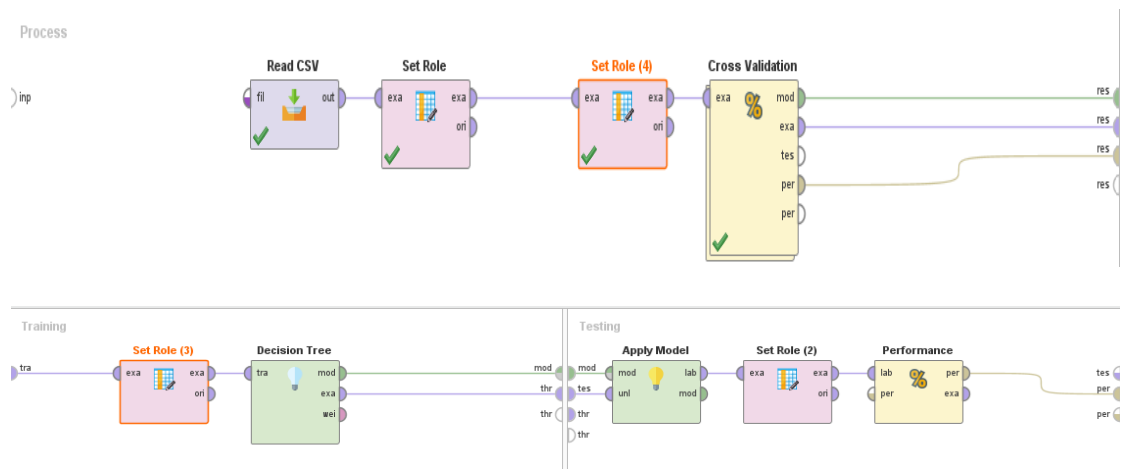 Process
Read CSV Set Role Set Role (4) Cross Validation
inp fil out exa exa exa exa exa mod res
ori ori exa res
tes res
per res
per
Training Testing
Set Role (3) Decision Tree Apply Model Set Role (2) Performance
tra exa exa tra mod mod mod mod lab exa exa lab per tes
ori exa thr tes unl mod ori per exa per
wei thr thr per
thr